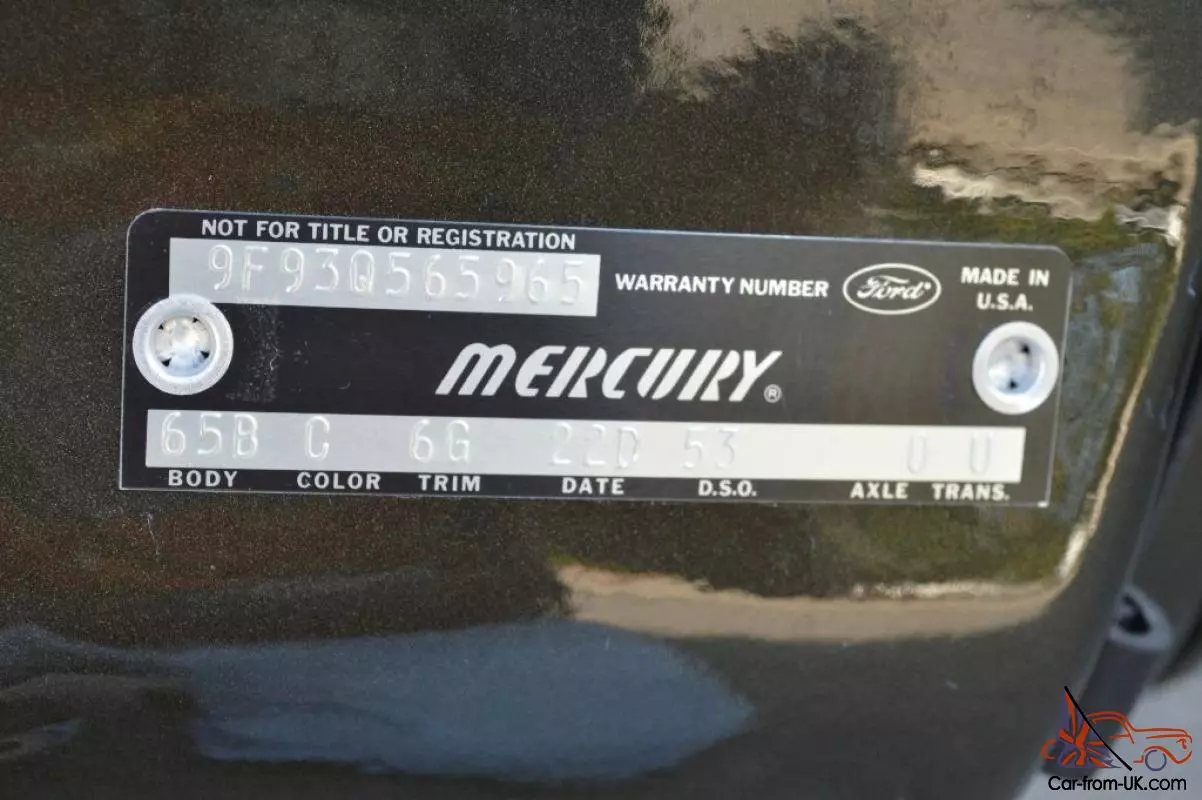 NOT FOR TITLE OR REGISTRATION
9F93Q565965
WARRANTY NUMBER
Ford
MADE IN
U.S.A.
MERCURY®
65B C 6G 22D 53 U U
BODY COLOR TRIM DATE D.S.O. AXLE TRANS.
Car-from-UK.com